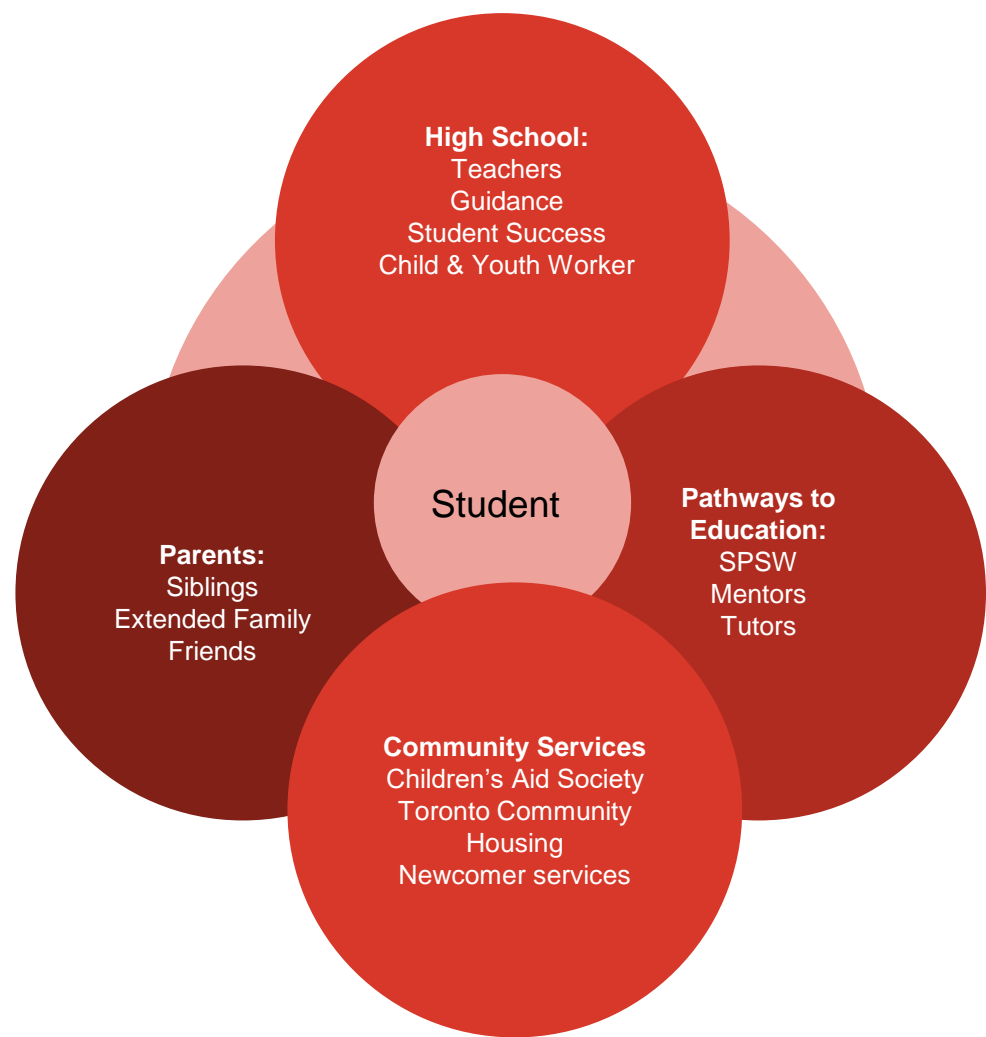 High School:
Teachers
Guidance
Student Success
Child & Youth Worker
Student
Parents:
Siblings
Extended Family
Friends
Pathways to
Education:
SPSW
Mentors
Tutors
Community Services
Children’s Aid Society
Toronto Community
Housing
Newcomer services